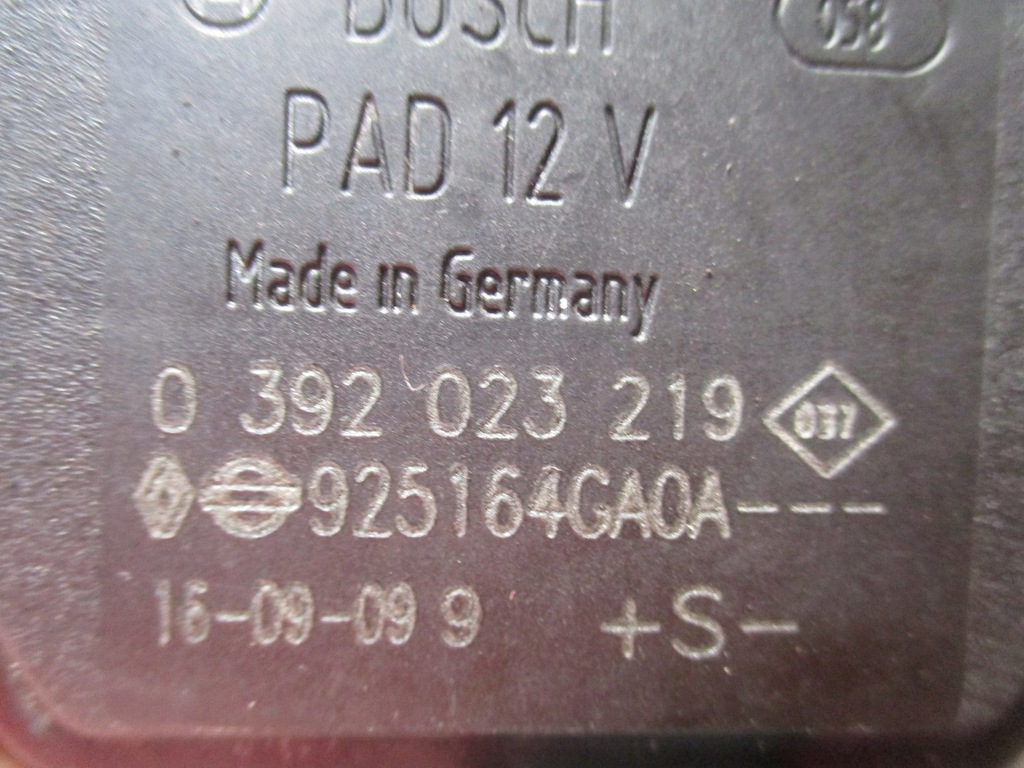 BOSCH 058
PAD 12 V
Made in Germany
0 392 023 219 037
925164GA0A---
16-09-09 9 +S-